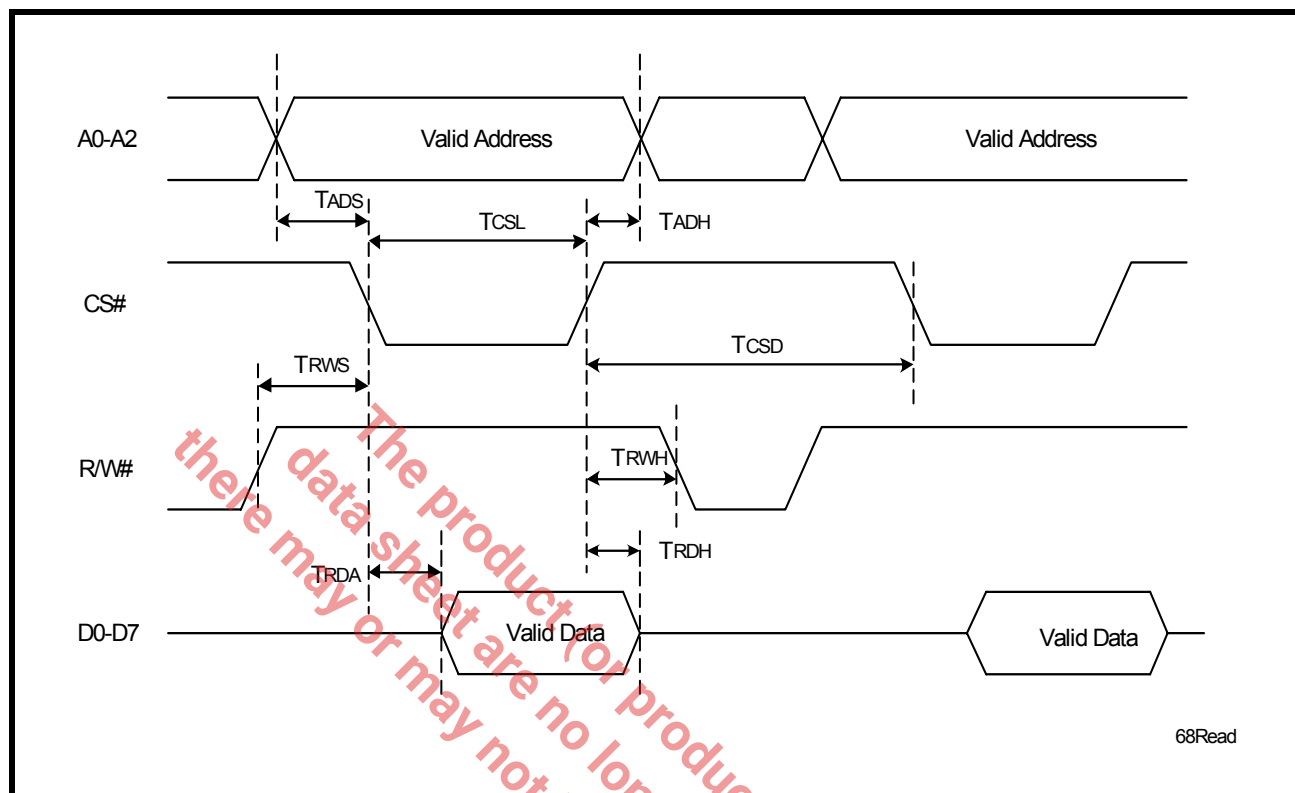 A0-A2
Valid Address
Valid Address
TADS
TCSL
TADH
CS#
TCSD
TRWS
R/W#
TRWH
TRDH
TRDA
D0-D7
Valid Data
Valid Data
68Read
The product (or produc
data sheet are no lon
there may or may not